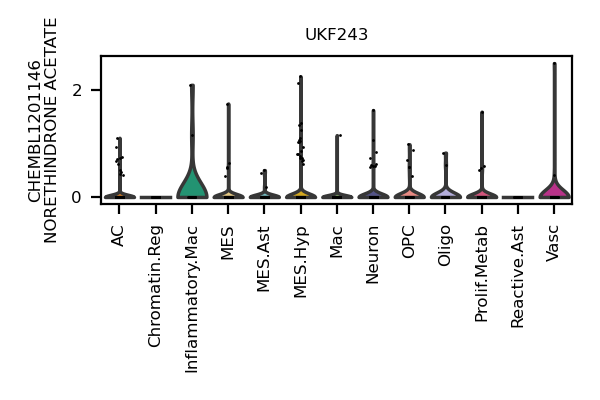 UKF243
CHEMBL1201146
NORETHINDRONE ACETATE
2
0
AC
Chromatin.Reg
Inflammatory.Mac
MES
MES.Ast
MES.Hyp
Mac
Neuron
OPC
Oligo
Prolif.Metab
Reactive.Ast
Vasc